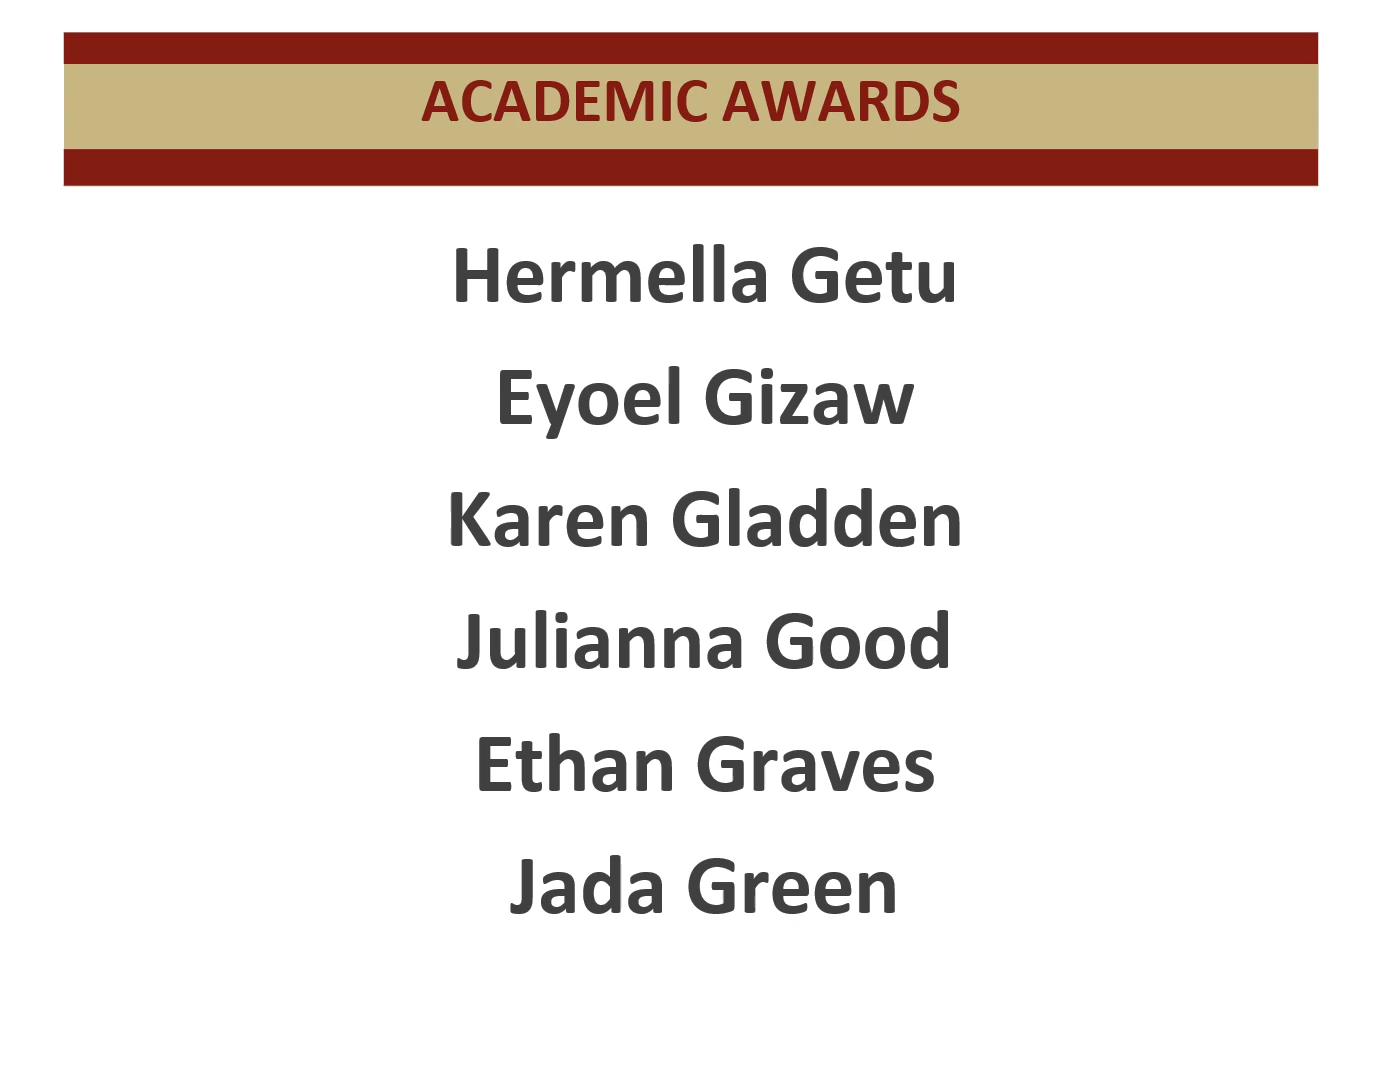 ACADEMIC AWARDS
Hermella Getu
Eyoel Gizaw
Karen Gladden
Julianna Good
Ethan Graves
Jada Green